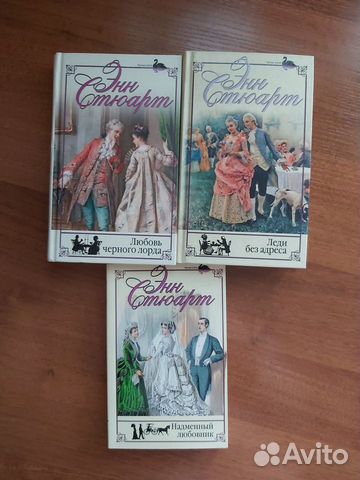 Энн
Стюарт
Любовь
черного лорда
Энн
Стюарт
Леди
без адреса
Энн
Стюарт
Надменный
любовник
Avito